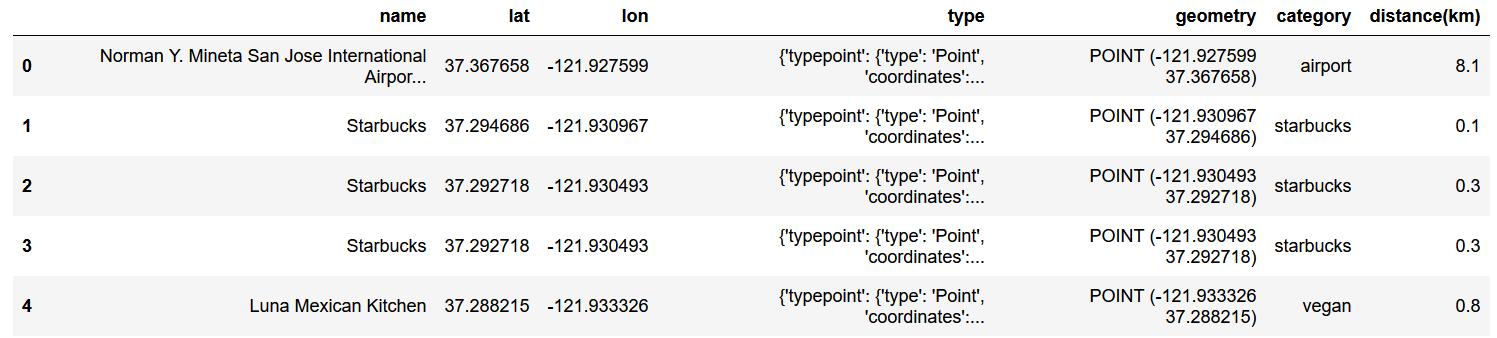 name lat lon type geometry category distance(km)
0 Norman Y. Mineta San Jose International Airpor... 37.367658 -121.927599 {'typepoint': {'type': 'Point', 'coordinates':... POINT (-121.927599 37.367658) airport 8.1
1 Starbucks 37.294686 -121.930967 {'typepoint': {'type': 'Point', 'coordinates':... POINT (-121.930967 37.294686) starbucks 0.1
2 Starbucks 37.292718 -121.930493 {'typepoint': {'type': 'Point', 'coordinates':... POINT (-121.930493 37.292718) starbucks 0.3
3 Starbucks 37.292718 -121.930493 {'typepoint': {'type': 'Point', 'coordinates':... POINT (-121.930493 37.292718) starbucks 0.3
4 Luna Mexican Kitchen 37.288215 -121.933326 {'typepoint': {'type': 'Point', 'coordinates':... POINT (-121.933326 37.288215) vegan 0.8